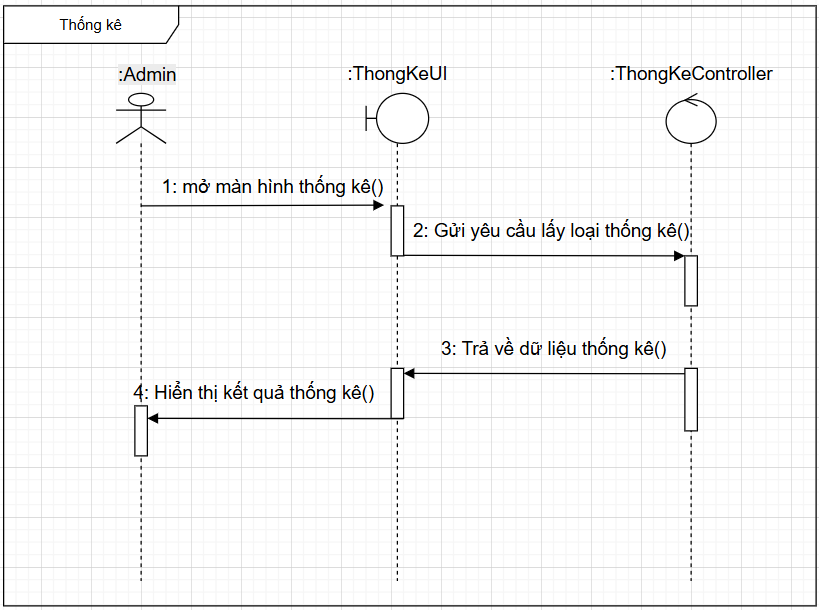 Thống kê
:Admin
:ThongKeUI
:ThongKeController
1: mở màn hình thống kê()
2: Gửi yêu cầu lấy loại thống kê()
3: Trả về dữ liệu thống kê()
4: Hiển thị kết quả thống kê()